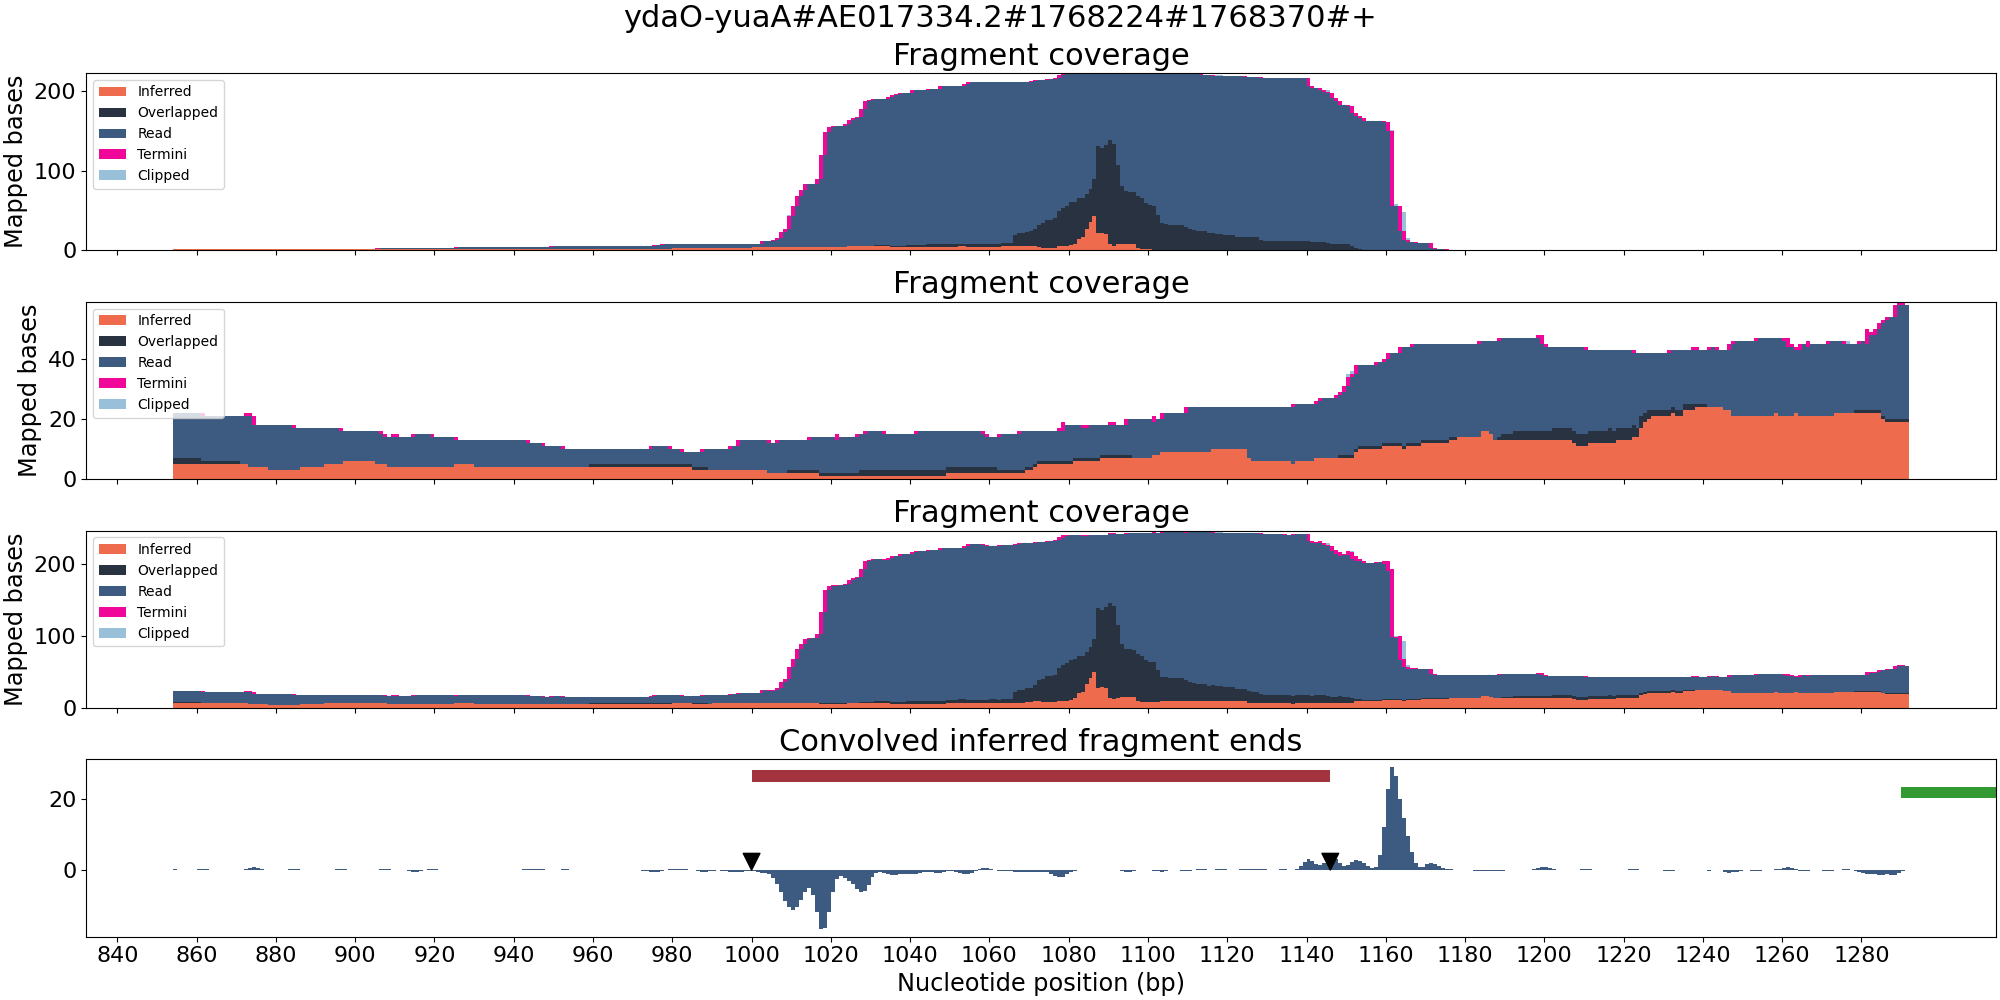 ydaO-yuaA#AE017334.2#1768224#1768370#+
Fragment coverage
Mapped bases
200
100
0
Inferred
Overlapped
Read
Termini
Clipped
Fragment coverage
Mapped bases
40
20
0
Inferred
Overlapped
Read
Termini
Clipped
Fragment coverage
Mapped bases
200
100
0
Inferred
Overlapped
Read
Termini
Clipped
Convolved inferred fragment ends
20
0
840 860 880 900 920 940 960 980 1000 1020 1040 1060 1080 1100 1120 1140 1160 1180 1200 1220 1240 1260 1280
Nucleotide position (bp)